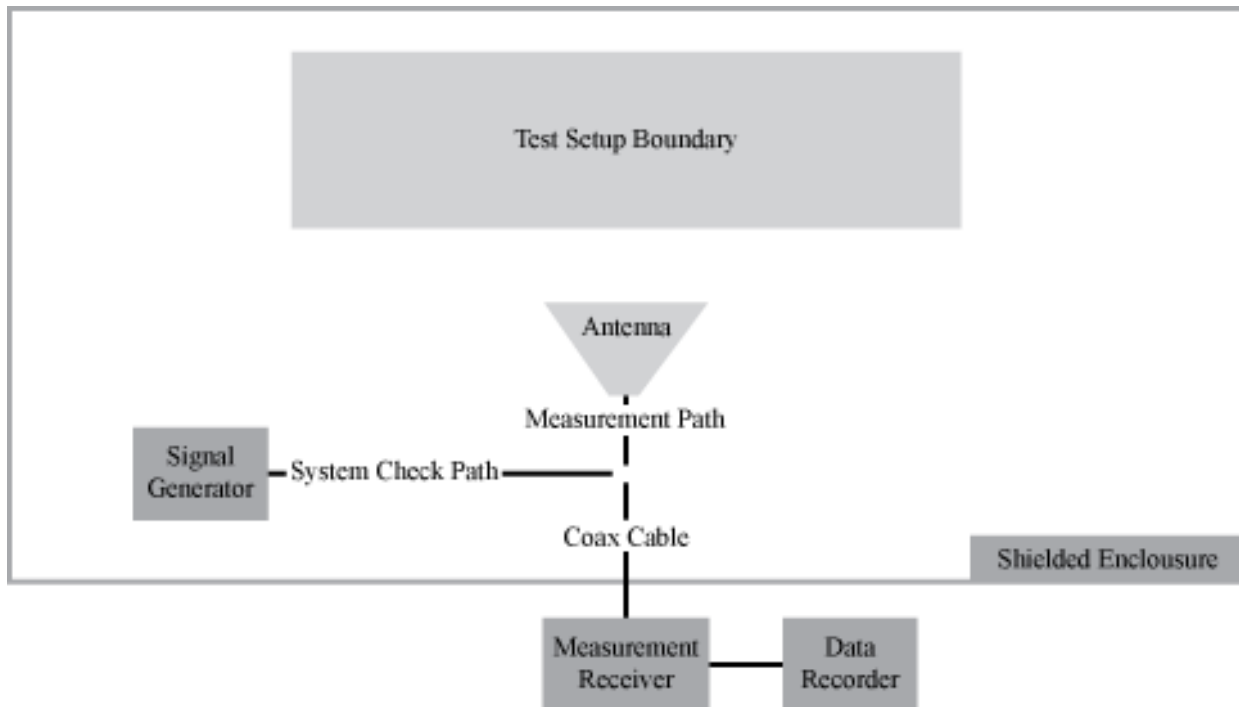 Test Setup Boundary
Antenna
Measurement Path
Signal
Generator
System Check Path
Coax Cable
Shielded Enclousure
Measurement
Receiver
Data
Recorder